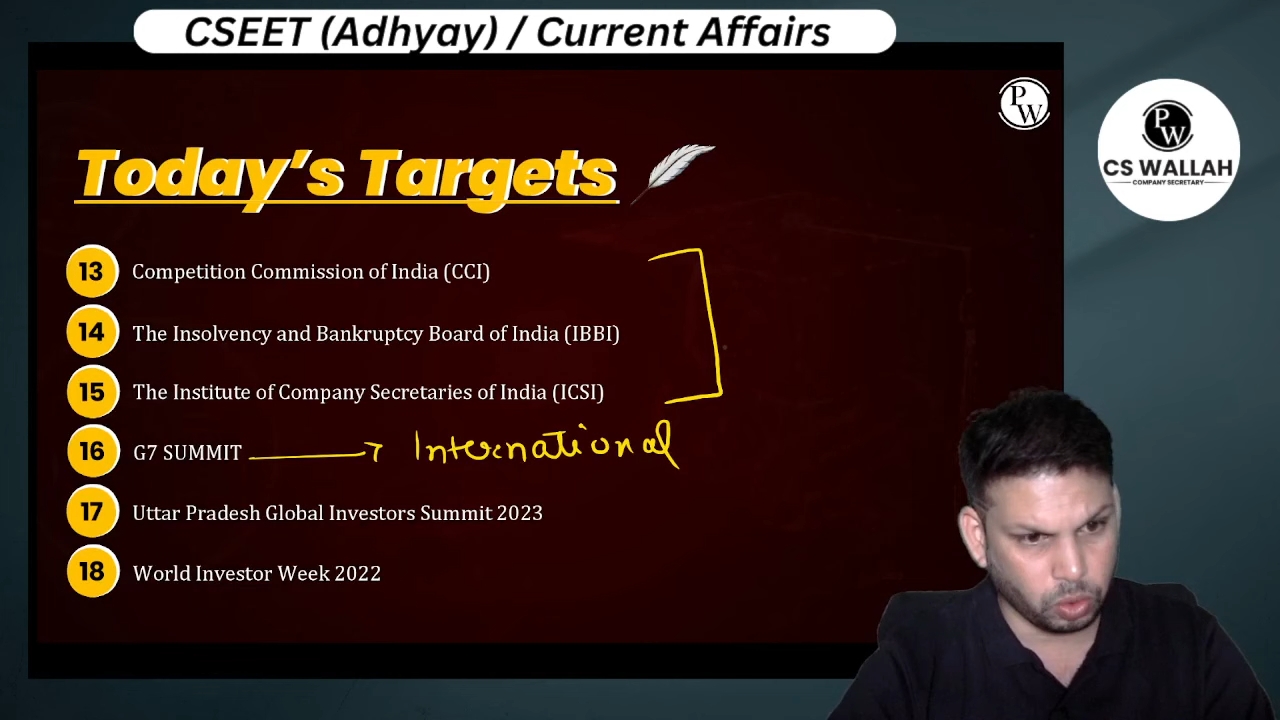 CSEET (Adhyay) / Current Affairs
PW
PW
CS WALLAH
COMPANY SECRETARY
Today's Targets
13 Competition Commission of India (CCI)
14 The Insolvency and Bankruptcy Board of India (IBBI)
15 The Institute of Company Secretaries of India (ICSI)
16 G7 SUMMIT → International
17 Uttar Pradesh Global Investors Summit 2023
18 World Investor Week 2022